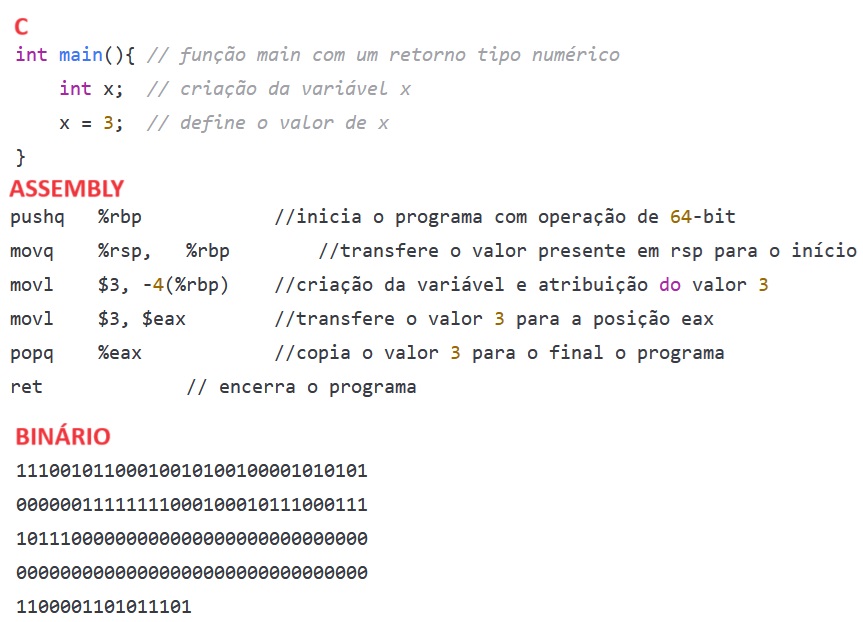 C
int main(){ // função main com um retorno tipo numérico
int x; // criação da variável x
x = 3; // define o valor de x
}
ASSEMBLY
pushq %rbp //inicia o programa com operação de 64-bit
movq %rsp, %rbp //transfere o valor presente em rsp para o início
movl $3, -4(%rbp) //criação da variável e atribuição do valor 3
movl $3, $eax //transfere o valor 3 para a posição eax
popq %eax //copia o valor 3 para o final o programa
ret // encerra o programa
BINÁRIO
11100101100010010100100001010101
000000111111111000100010111000111
10111000000000000000000000000000
00000000000000000000000000000000
1100001101011101